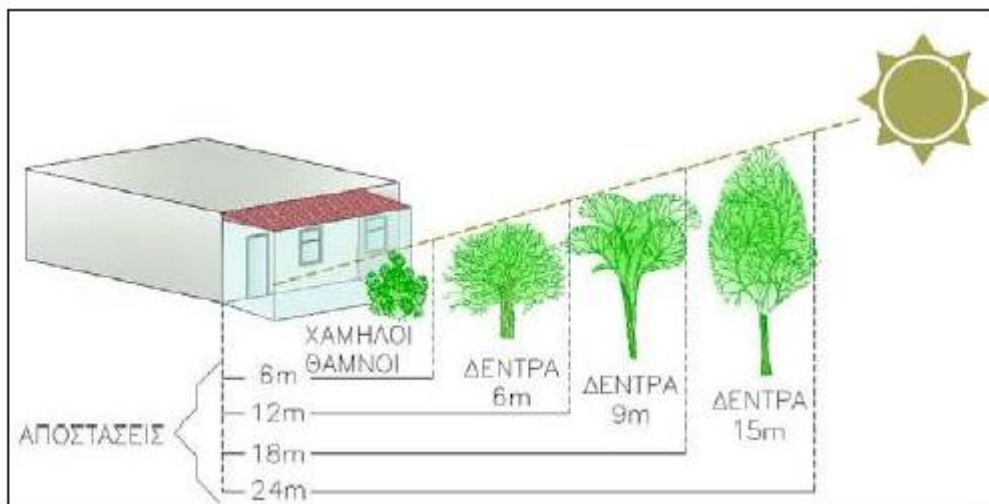 ΧΑΜΗΛΟΙ
ΘΑΜΝΟΙ
ΔΕΝΤΡΑ
6m
ΔΕΝΤΡΑ
9m
ΔΕΝΤΡΑ
15m
ΑΠΟΣΤΑΣΕΙΣ
6m
12m
18m
24m